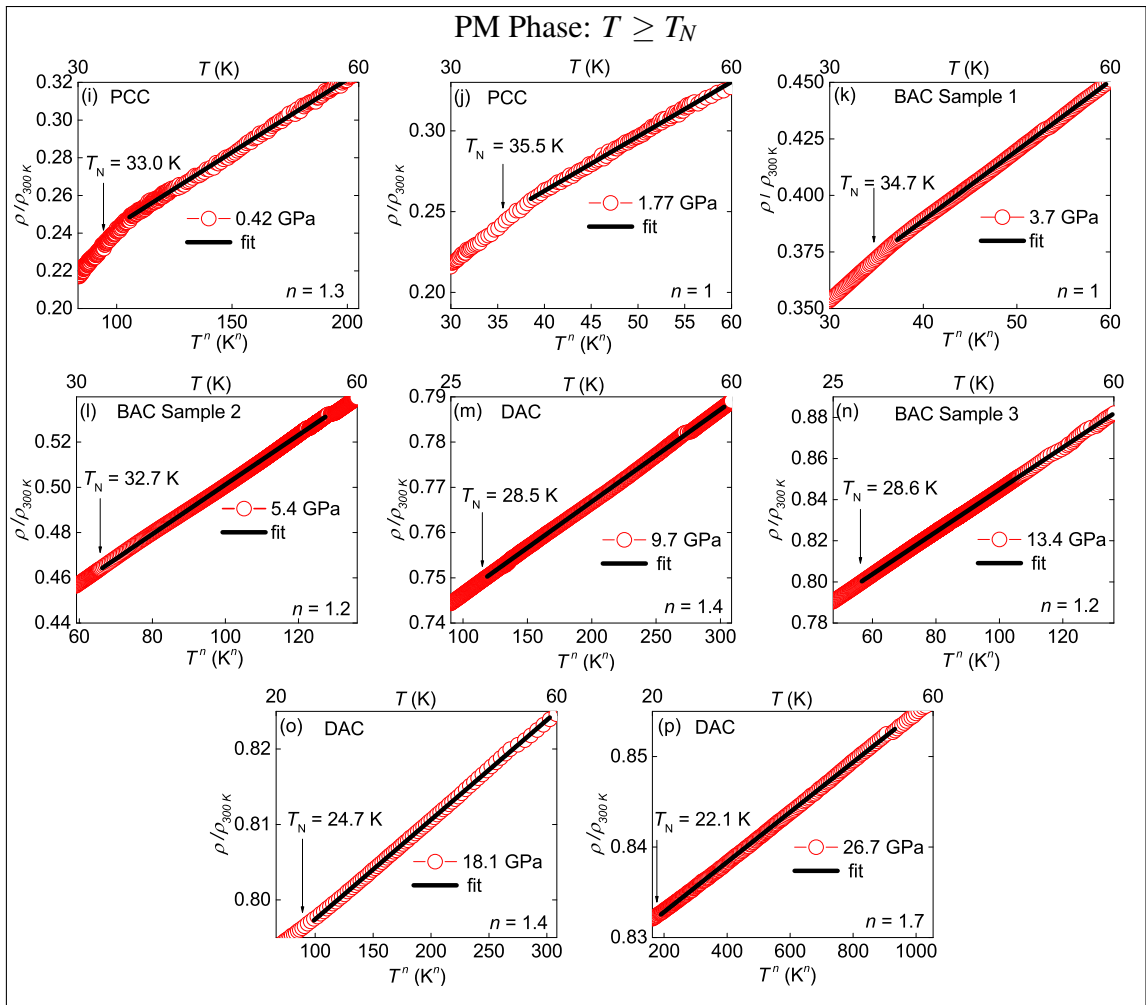 PM Phase: T ≥ T_N
30 T (K) 60
(i) PCC
T_N = 33.0 K
0.42 GPa
fit
n = 1.3
ρ/ρ_300 K
0.32
0.30
0.28
0.26
0.24
0.22
0.20
100 150 200
T^n (K^n)
30 T (K) 60
(j) PCC
T_N = 35.5 K
1.77 GPa
fit
n = 1
ρ/ρ_300 K
0.30
0.25
0.20
30 35 40 45 50 55 60
T^n (K^n)
30 T (K) 60
(k) BAC Sample 1
T_N = 34.7 K
3.7 GPa
fit
n = 1
ρ / ρ_300 K
0.450
0.425
0.400
0.375
0.350
30 40 50 60
T^n (K^n)
30 T (K) 60
(l) BAC Sample 2
T_N = 32.7 K
5.4 GPa
fit
n = 1.2
ρ/ρ_300 K
0.52
0.50
0.48
0.46
0.44
60 80 100 120
T^n (K^n)
25 T (K) 60
(m) DAC
T_N = 28.5 K
9.7 GPa
fit
n = 1.4
ρ/ρ_300 K
0.79
0.78
0.77
0.76
0.75
0.74
100 150 200 250 300
T^n (K^n)
25 T (K) 60
(n) BAC Sample 3
T_N = 28.6 K
13.4 GPa
fit
n = 1.2
ρ/ρ_300 K
0.88
0.86
0.84
0.82
0.80
0.78
60 80 100 120
T^n (K^n)
20 T (K) 60
(o) DAC
T_N = 24.7 K
18.1 GPa
fit
n = 1.4
ρ/ρ_300 K
0.82
0.81
0.80
100 150 200 250 300
T^n (K^n)
20 T (K) 60
(p) DAC
T_N = 22.1 K
26.7 GPa
fit
n = 1.7
ρ/ρ_300 K
0.85
0.84
0.83
200 400 600 800 1000
T^n (K^n)